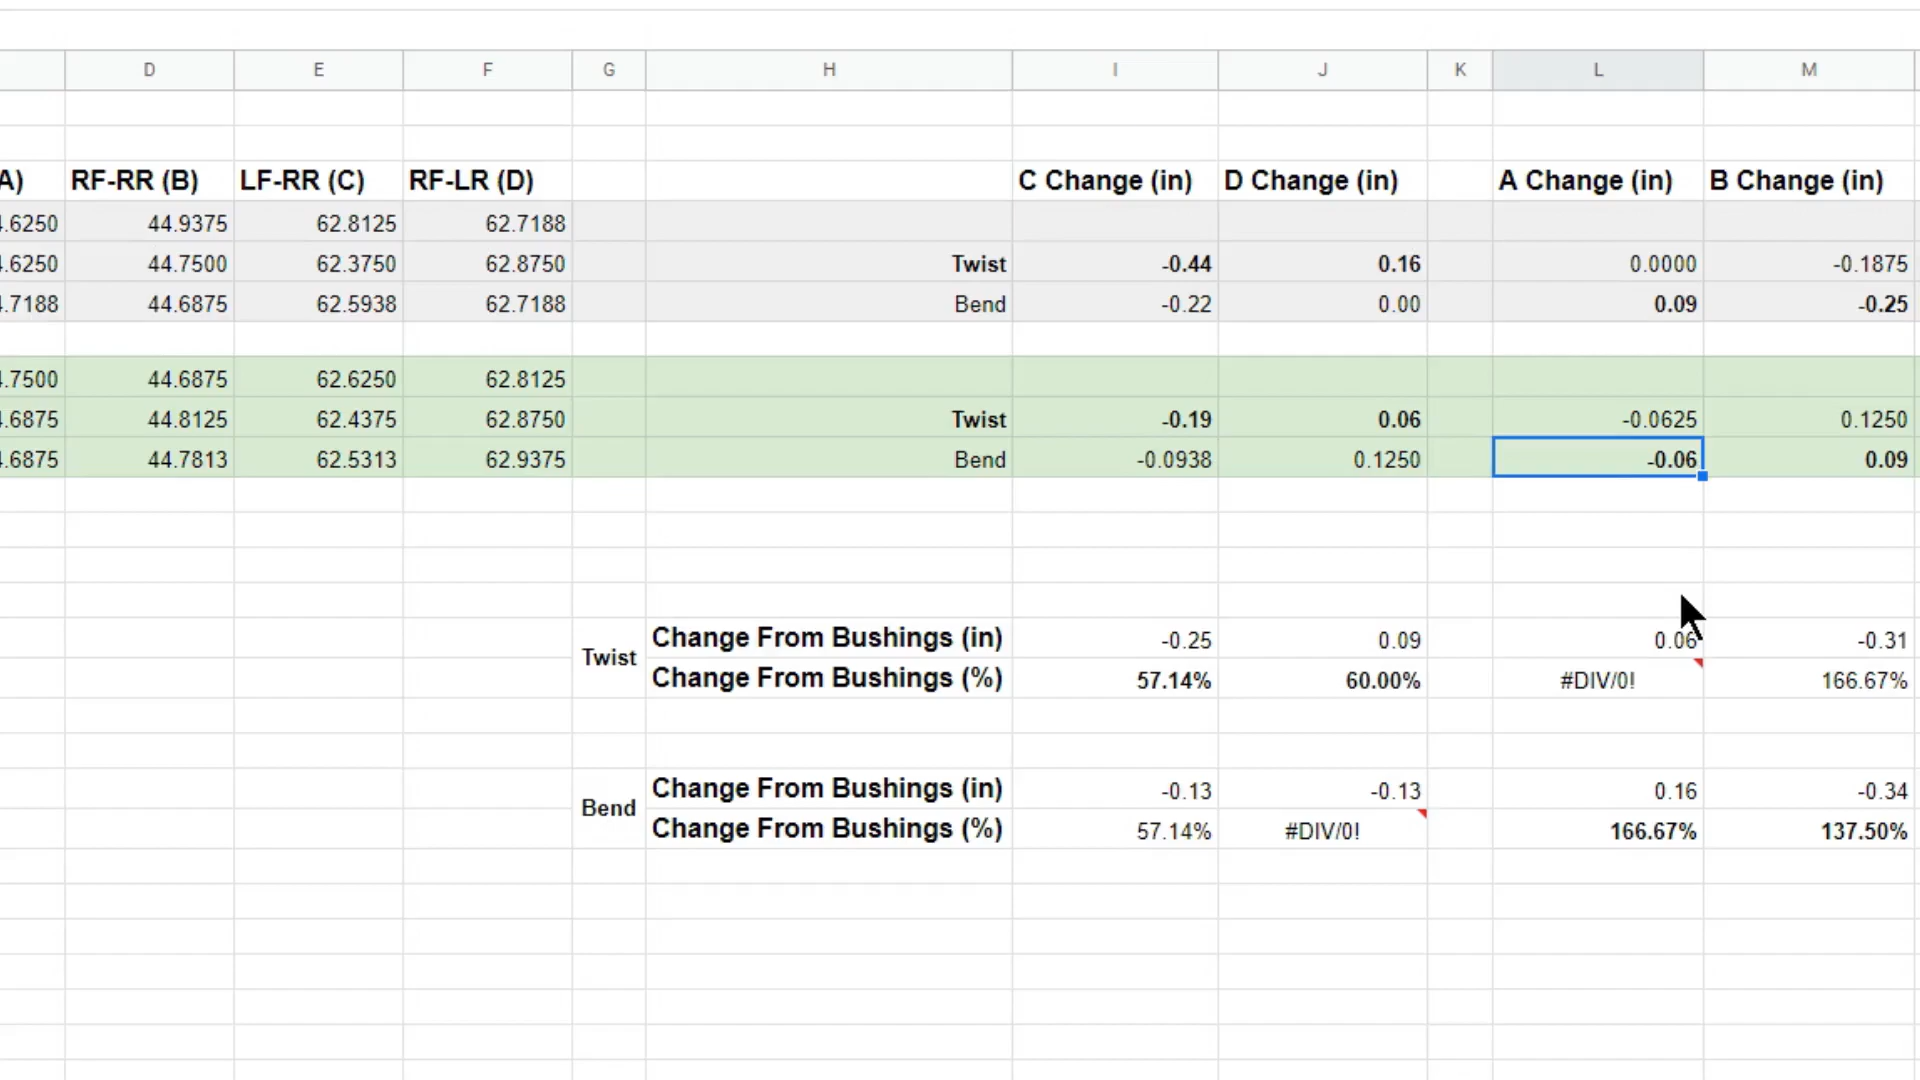 D E F G H I J K L M
A) RF-RR (B) LF-RR (C) RF-LR (D) C Change (in) D Change (in) A Change (in) B Change (in)
.6250 44.9375 62.8125 62.7188
.6250 44.7500 62.3750 62.8750 Twist -0.44 0.16 0.0000 -0.1875
.7188 44.6875 62.5938 62.7188 Bend -0.22 0.00 0.09 -0.25
.7500 44.6875 62.6250 62.8125
.6875 44.8125 62.4375 62.8750 Twist -0.19 0.06 -0.0625 0.1250
.6875 44.7813 62.5313 62.9375 Bend -0.0938 0.1250 -0.06 0.09
Twist
Change From Bushings (in) -0.25 0.09 0.06 -0.31
Change From Bushings (%) 57.14% 60.00% #DIV/0! 166.67%
Bend
Change From Bushings (in) -0.13 -0.13 0.16 -0.34
Change From Bushings (%) 57.14% #DIV/0! 166.67% 137.50%